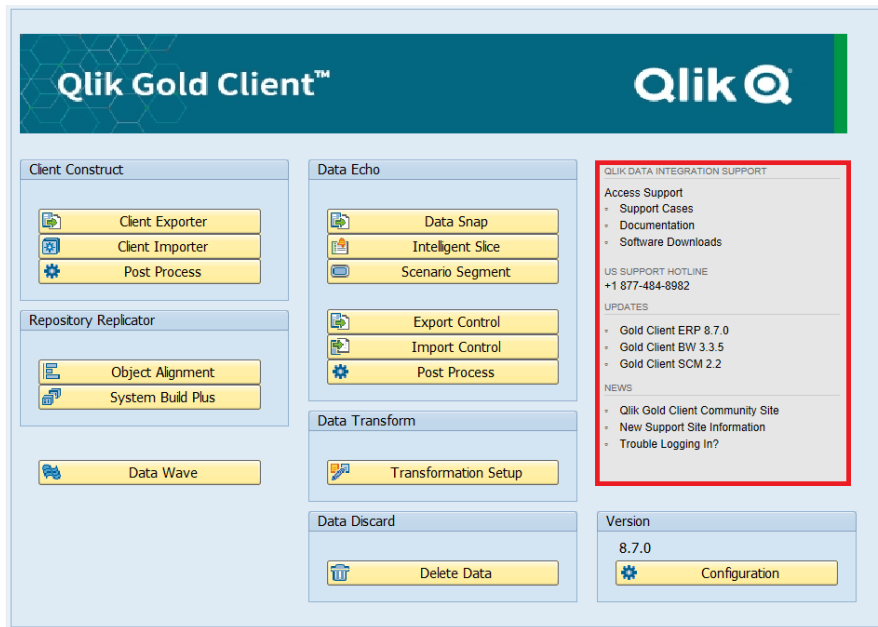 Qlik Gold Client™
Qlik
Client Construct
Client Exporter
Client Importer
Post Process
Repository Replicator
Object Alignment
System Build Plus
Data Wave
Data Echo
Data Snap
Intelligent Slice
Scenario Segment
Export Control
Import Control
Post Process
Data Transform
Transformation Setup
Data Discard
Delete Data
QLIK DATA INTEGRATION SUPPORT
Access Support
Support Cases
Documentation
Software Downloads
US SUPPORT HOTLINE
+1 877-484-8982
UPDATES
Gold Client ERP 8.7.0
Gold Client BW 3.3.5
Gold Client SCM 2.2
NEWS
Qlik Gold Client Community Site
New Support Site Information
Trouble Logging In?
Version
8.7.0
Configuration